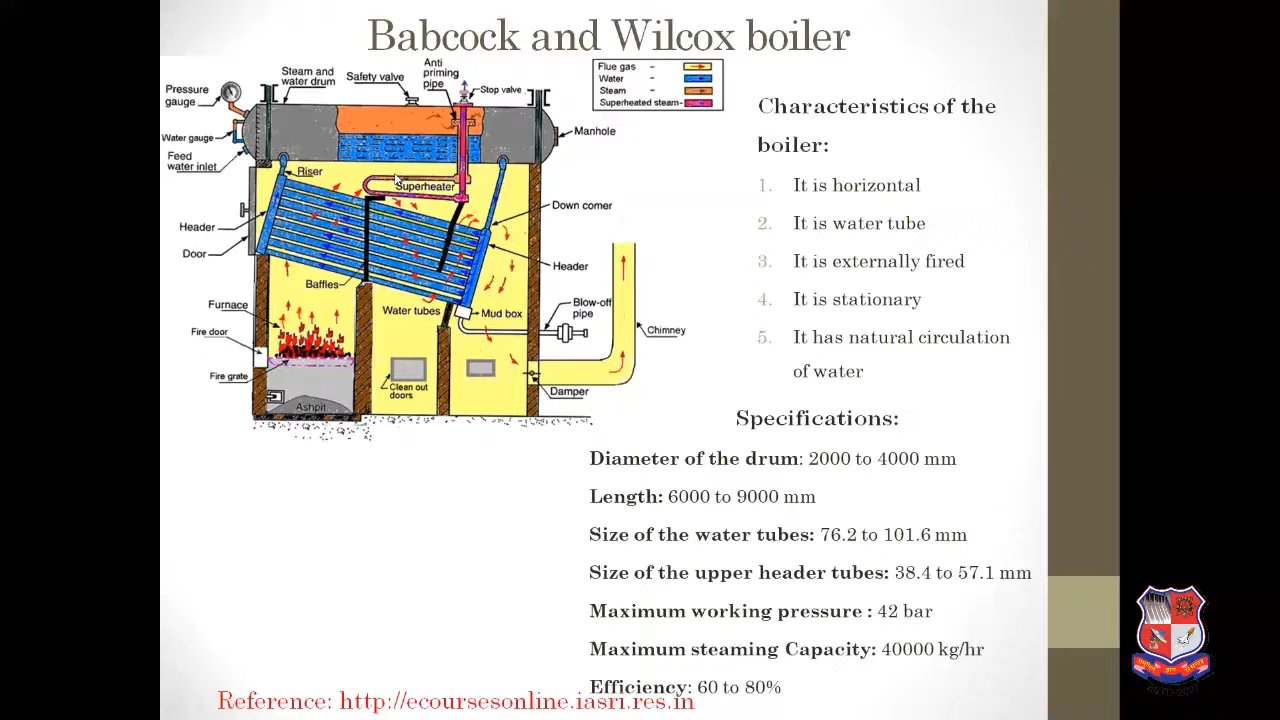 Babcock and Wilcox boiler
Pressure
gauge
Steam and
water drum
Safety valve
Anti
priming
pipe
Stop valve
Flue gas -
Water -
Steam -
Superheated steam-
Water gauge
Feed
water inlet
Manhole
Riser
Superheater
Header
Door
Down comer
Header
Baffles
Furnace
Water tubes
Mud box
Blow-off
pipe
Fire door
Chimney
Fire grate
Clean out
doors
Damper
Ashpit
Characteristics of the
boiler:
1. It is horizontal
2. It is water tube
3. It is externally fired
4. It is stationary
5. It has natural circulation
of water
Specifications:
Diameter of the drum: 2000 to 4000 mm
Length: 6000 to 9000 mm
Size of the water tubes: 76.2 to 101.6 mm
Size of the upper header tubes: 38.4 to 57.1 mm
Maximum working pressure : 42 bar
Maximum steaming Capacity: 40000 kg/hr
Efficiency: 60 to 80%
Reference: http://ecoursesonline.iasri.res.in